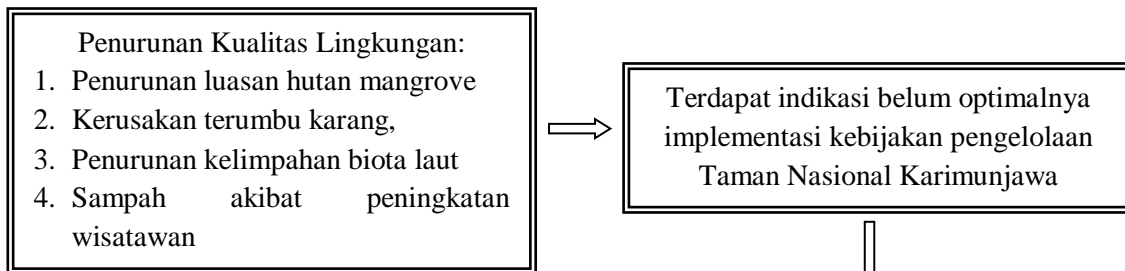 Penurunan Kualitas Lingkungan:
1. Penurunan luasan hutan mangrove
2. Kerusakan terumbu karang,
3. Penurunan kelimpahan biota laut
4. Sampah akibat peningkatan
wisatawan
Terdapat indikasi belum optimalnya
implementasi kebijakan pengelolaan
Taman Nasional Karimunjawa